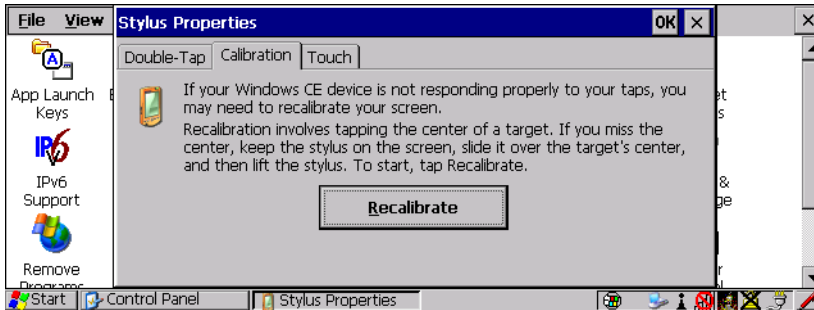 File View
Stylus Properties OK
Double-Tap Calibration Touch
If your Windows CE device is not responding properly to your taps, you
may need to recalibrate your screen.
Recalibration involves tapping the center of a target. If you miss the
center, keep the stylus on the screen, slide it over the target's center,
and then lift the stylus. To start, tap Recalibrate.
Recalibrate
App Launch
Keys
IPv6
IPv6
Support
Remove
Programs
&
Start Control Panel Stylus Properties